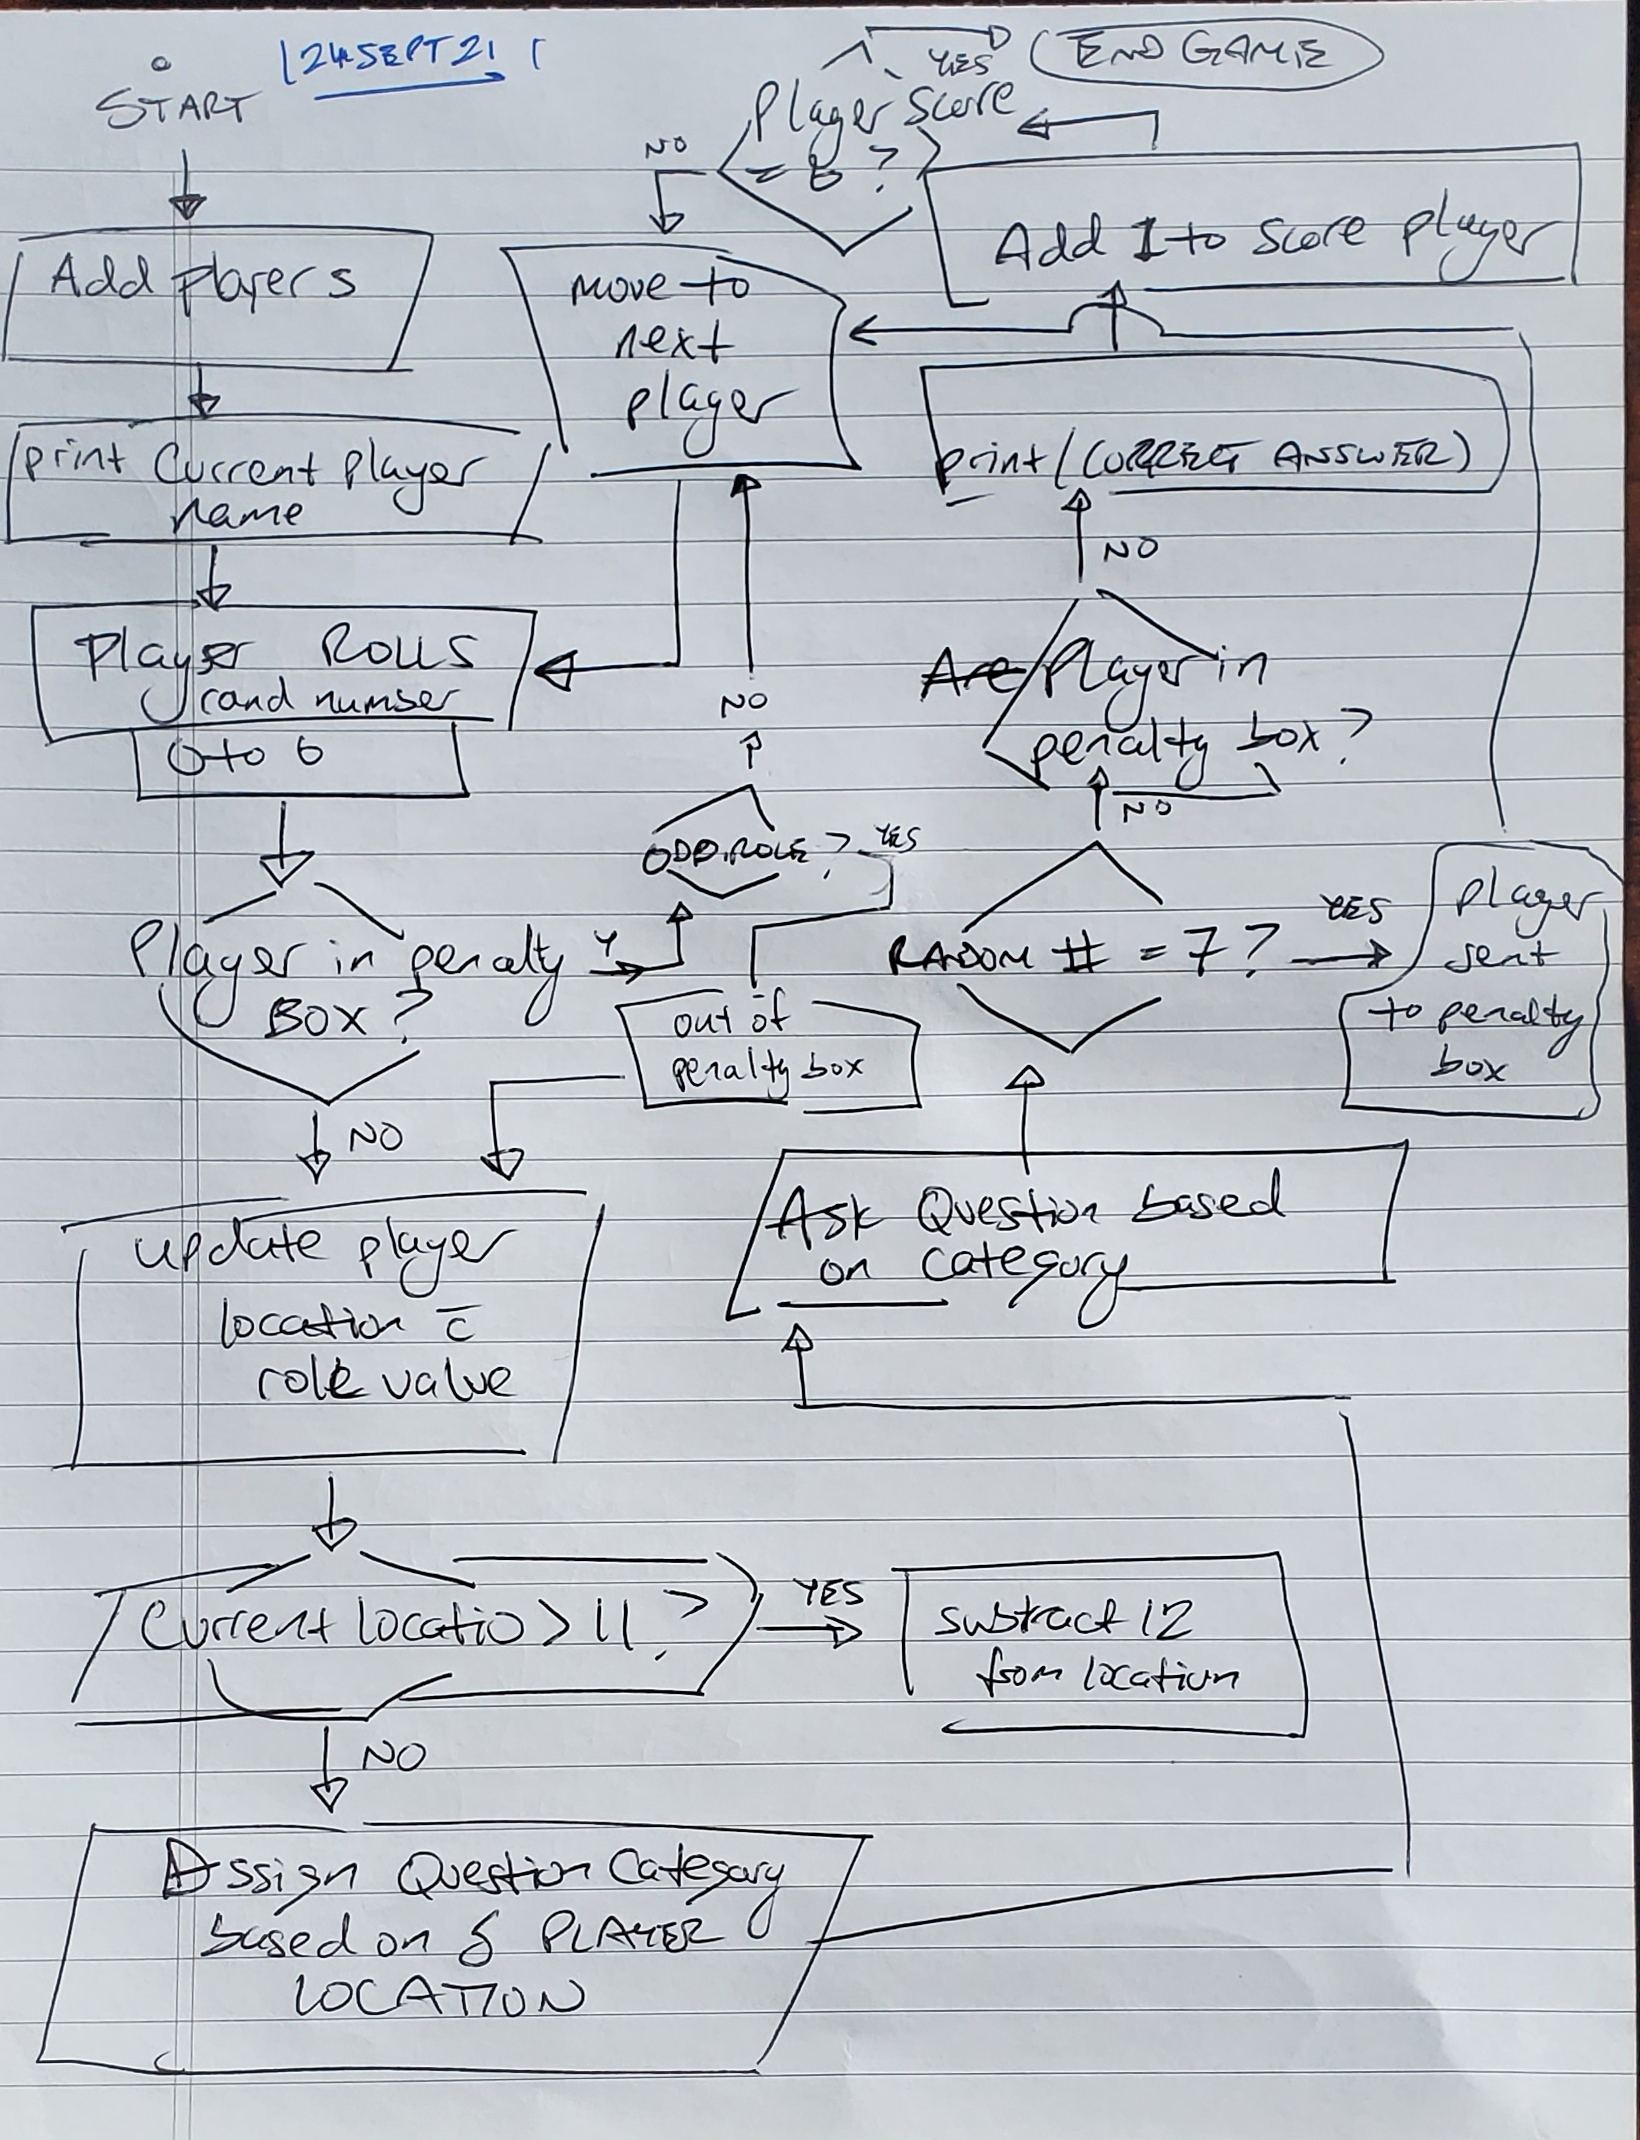 START
24SEPT21
YES
END GAME
Player Score
= 6 ?
NO
Add 1 to Score player
Add players
move to
next
player
print Current player
name
print (CORRECT ANSWER)
NO
Player ROLLS
rand number
0 to 6
NO
Are Player in
penalty box?
NO
ODD ROLE ?
YES
Player in penalty
BOX ?
Y
out of
penalty box
RADOM # = 7 ?
YES
player
sent
to penalty
box
NO
update player
location c̄
role value
Ask Question based
on category
Current locatio > 11 ?
YES
subtract 12
from location
NO
Assign Question Category
based on PLAYER
LOCATION